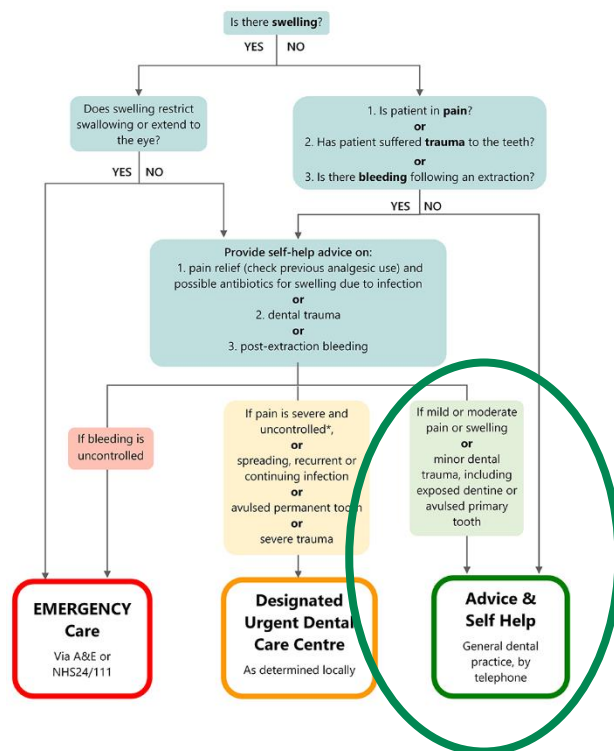 Is there swelling?
YES
NO
Does swelling restrict
swallowing or extend to
the eye?
1. Is patient in pain?
or
2. Has patient suffered trauma to the teeth?
or
3. Is there bleeding following an extraction?
YES
NO
YES
NO
Provide self-help advice on:
1. pain relief (check previous analgesic use) and
possible antibiotics for swelling due to infection
or
2. dental trauma
or
3. post-extraction bleeding
If bleeding is
uncontrolled
If pain is severe and
uncontrolled*,
or
spreading, recurrent or
continuing infection
or
avulsed permanent tooth
or
severe trauma
If mild or moderate
pain or swelling
or
minor dental
trauma, including
exposed dentine or
avulsed primary
tooth
EMERGENCY
Care
Via A&E or
NHS24/111
Designated
Urgent Dental
Care Centre
As determined locally
Advice &
Self Help
General dental
practice, by
telephone